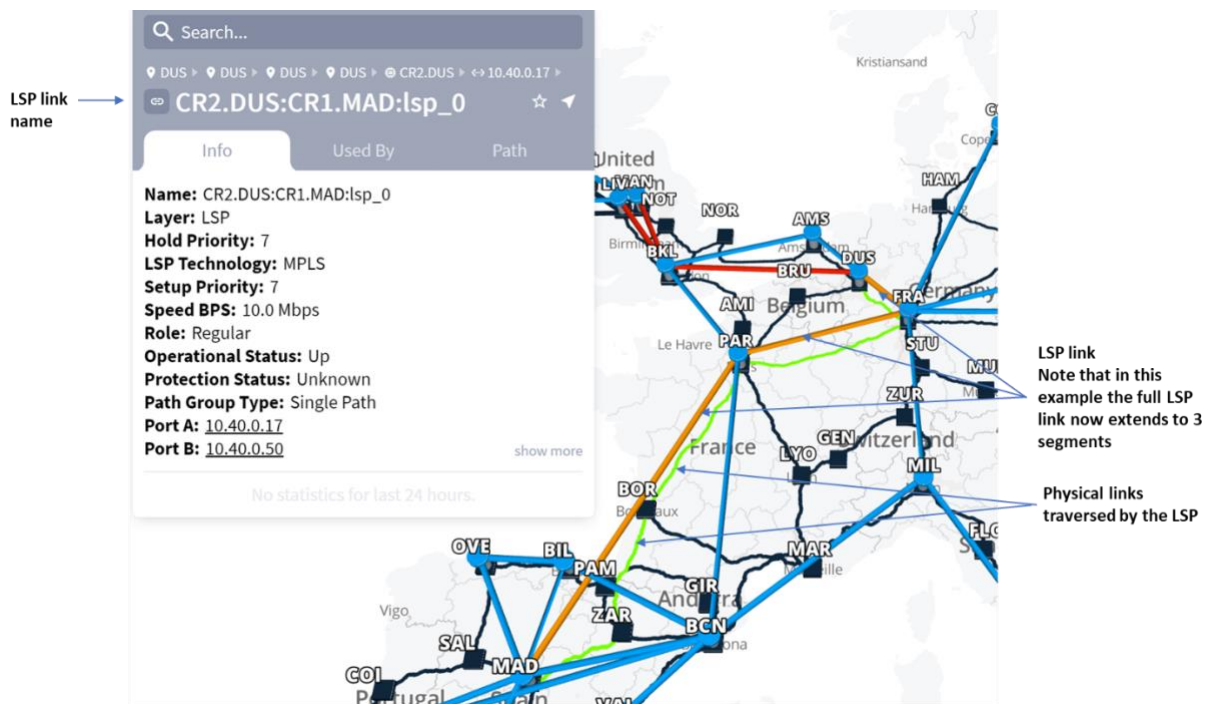 Search...
DUS DUS DUS DUS CR2.DUS 10.40.0.17
CR2.DUS:CR1.MAD:lsp_0
Info Used By Path
Name: CR2.DUS:CR1.MAD:lsp_0
Layer: LSP
Hold Priority: 7
LSP Technology: MPLS
Setup Priority: 7
Speed BPS: 10.0 Mbps
Role: Regular
Operational Status: Up
Protection Status: Unknown
Path Group Type: Single Path
Port A: 10.40.0.17
Port B: 10.40.0.50
show more
No statistics for last 24 hours.
LSP link
name
Kristiansand
United
NOT
NOR
AMS
HAM
BKL
BRU
DUS
Belgium
FRA
Germany
AMI
Le Havre
PAR
STU
ZUR
GEN
LYO
France
MIL
BOR
MAR
OVE
BIL
PAM
GIR
Vigo
ZAR
BCN
SAL
MAD
COI
Portugal
Spain
LSP link
Note that in this
example the full LSP
link now extends to 3
segments
Physical links
traversed by the LSP